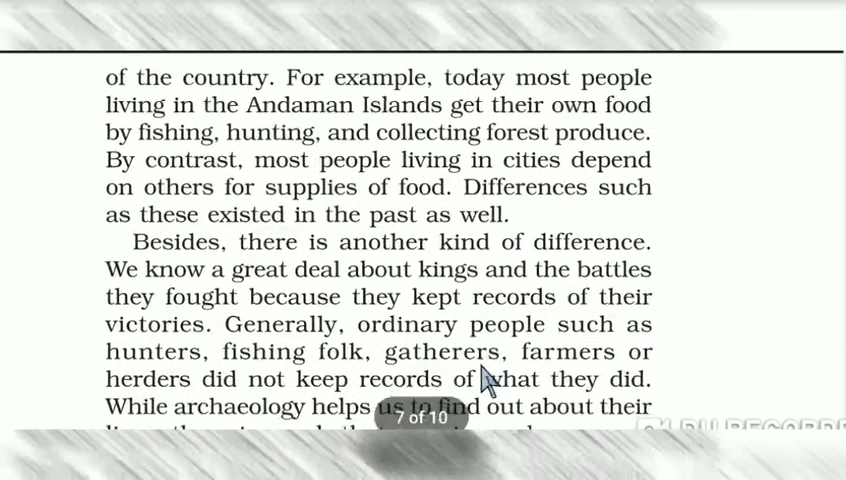 of the country. For example, today most people
living in the Andaman Islands get their own food
by fishing, hunting, and collecting forest produce.
By contrast, most people living in cities depend
on others for supplies of food. Differences such
as these existed in the past as well.
Besides, there is another kind of difference.
We know a great deal about kings and the battles
they fought because they kept records of their
victories. Generally, ordinary people such as
hunters, fishing folk, gatherers, farmers or
herders did not keep records of what they did.
While archaeology helps us to find out about their
7 of 10